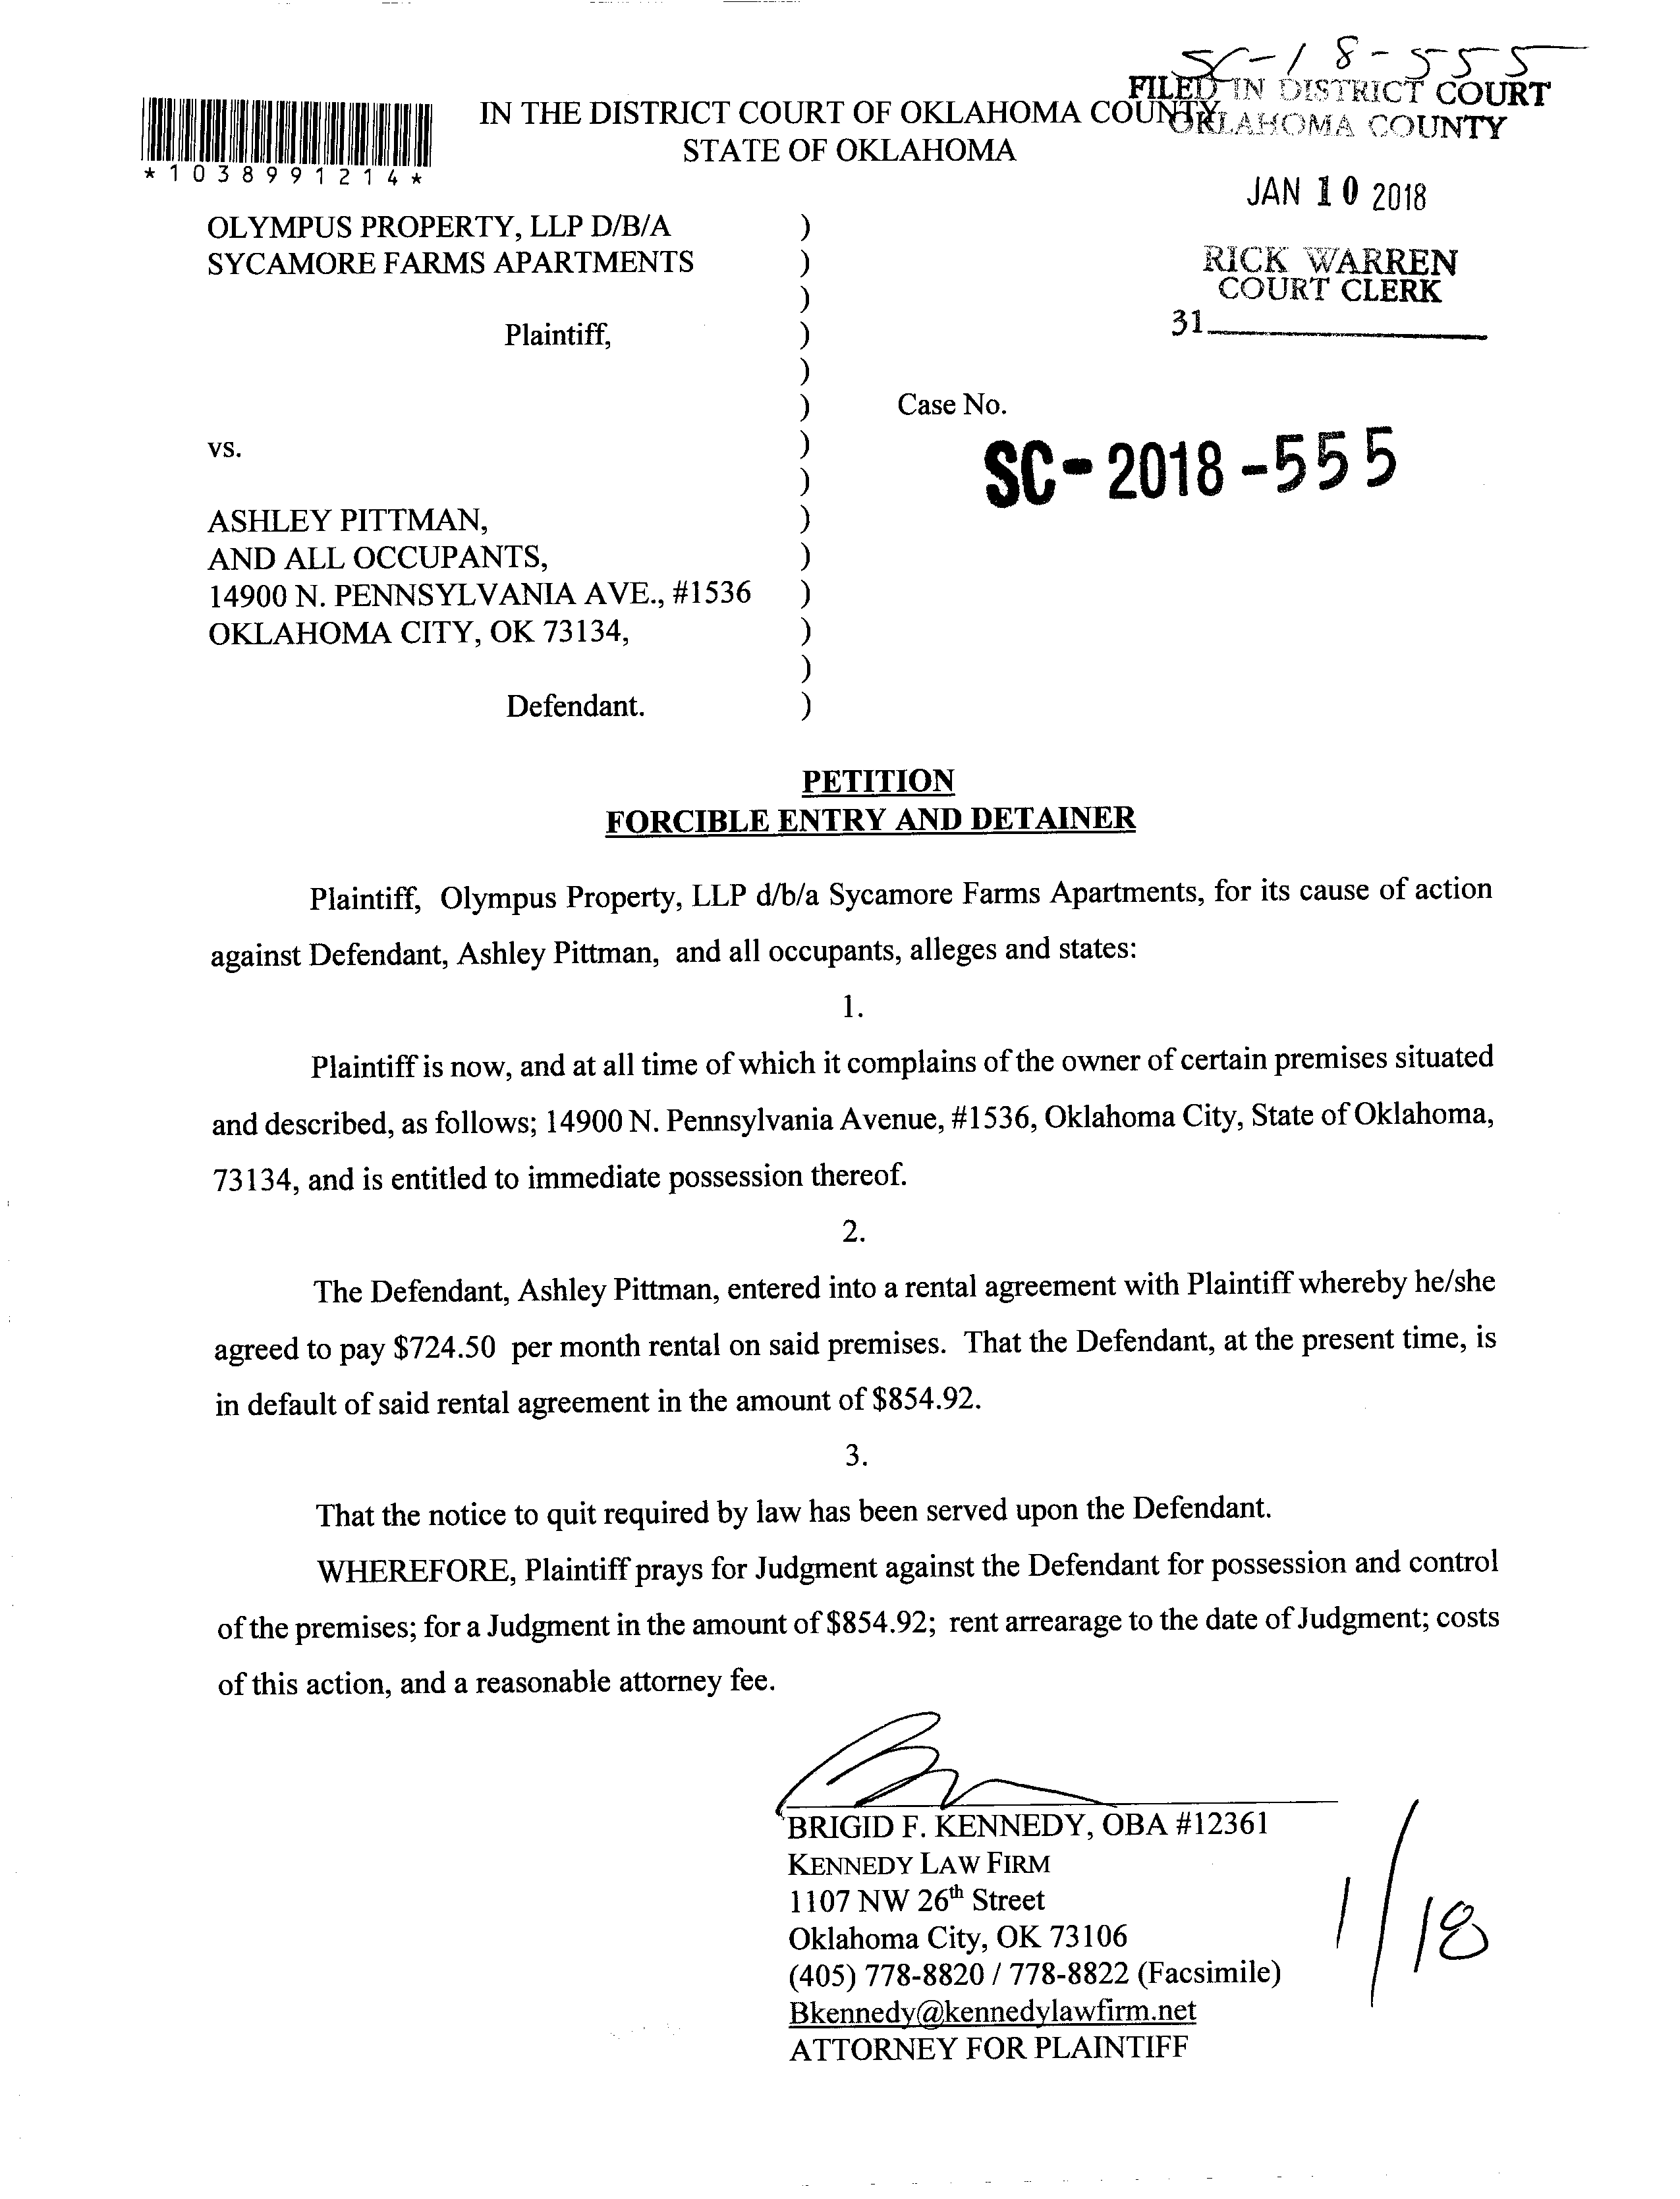 SC-18-555
FILED IN DISTRICT COURT
OKLAHOMA COUNTY
IN THE DISTRICT COURT OF OKLAHOMA COUNTY
STATE OF OKLAHOMA
*1038991214*
JAN 10 2018
RICK WARREN
COURT CLERK
31
OLYMPUS PROPERTY, LLP D/B/A )
SYCAMORE FARMS APARTMENTS )
)
Plaintiff, )
)
) Case No.
vs. )
SC-2018-555
)
ASHLEY PITTMAN, )
AND ALL OCCUPANTS, )
14900 N. PENNSYLVANIA AVE., #1536 )
OKLAHOMA CITY, OK 73134, )
)
Defendant. )
PETITION
FORCIBLE ENTRY AND DETAINER
Plaintiff, Olympus Property, LLP d/b/a Sycamore Farms Apartments, for its cause of action
against Defendant, Ashley Pittman, and all occupants, alleges and states:
1.
Plaintiff is now, and at all time of which it complains of the owner of certain premises situated
and described, as follows; 14900 N. Pennsylvania Avenue, #1536, Oklahoma City, State of Oklahoma,
73134, and is entitled to immediate possession thereof.
2.
The Defendant, Ashley Pittman, entered into a rental agreement with Plaintiff whereby he/she
agreed to pay $724.50 per month rental on said premises. That the Defendant, at the present time, is
in default of said rental agreement in the amount of $854.92.
3.
That the notice to quit required by law has been served upon the Defendant.
WHEREFORE, Plaintiff prays for Judgment against the Defendant for possession and control
of the premises; for a Judgment in the amount of $854.92; rent arrearage to the date of Judgment; costs
of this action, and a reasonable attorney fee.
BRIGID F. KENNEDY, OBA #12361
KENNEDY LAW FIRM
1107 NW 26th Street
Oklahoma City, OK 73106
(405) 778-8820 / 778-8822 (Facsimile)
Bkennedy@kennedylawfirm.net
ATTORNEY FOR PLAINTIFF
1/18